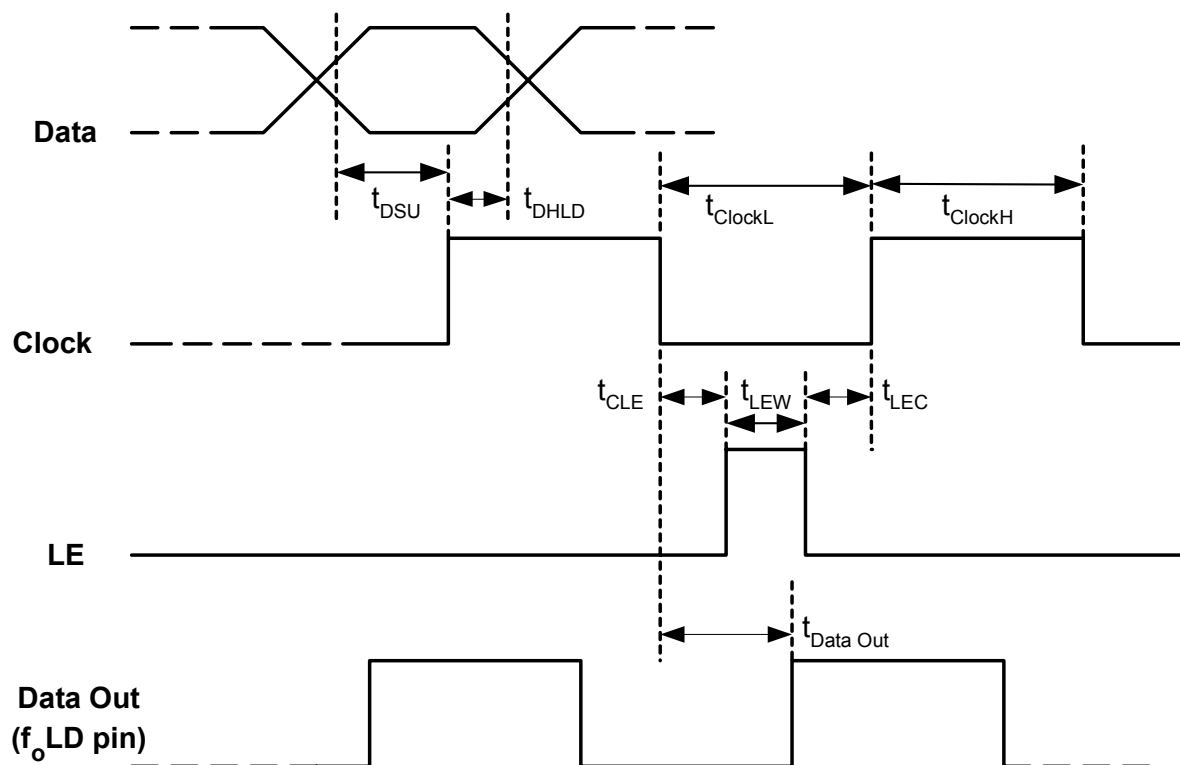 Data
t_DSU
t_DHLD
t_ClockL
t_ClockH
Clock
t_CLE
t_LEW
t_LEC
LE
t_Data Out
Data Out
(f_oLD pin)